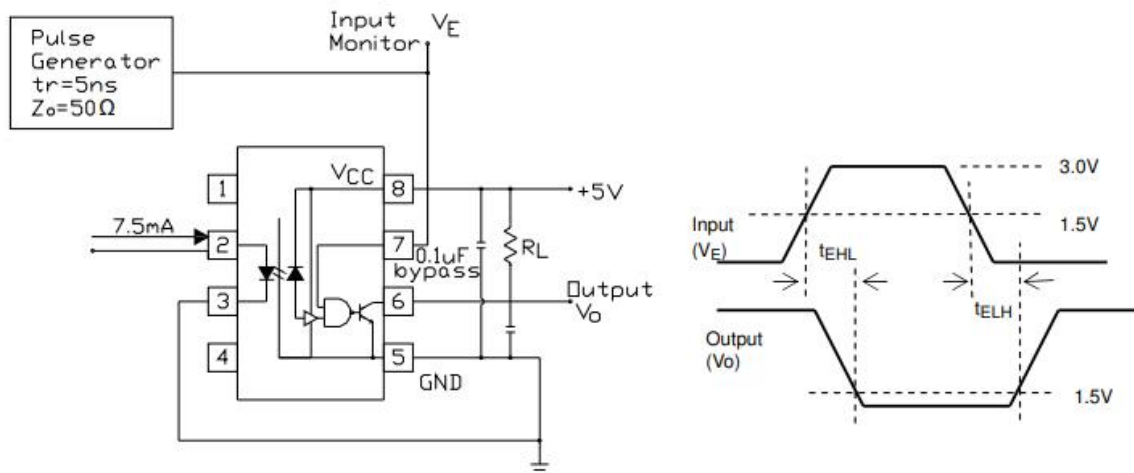 Pulse
Generator
tr=5ns
Zo=50Ω
Input
Monitor
VE
1
2
3
4
VCC
8
7
6
5
7.5mA
+5V
0.1uF
bypass
RL
Output
Vo
GND
Input
(VE)
3.0V
1.5V
tEHL
tELH
Output
(Vo)
1.5V